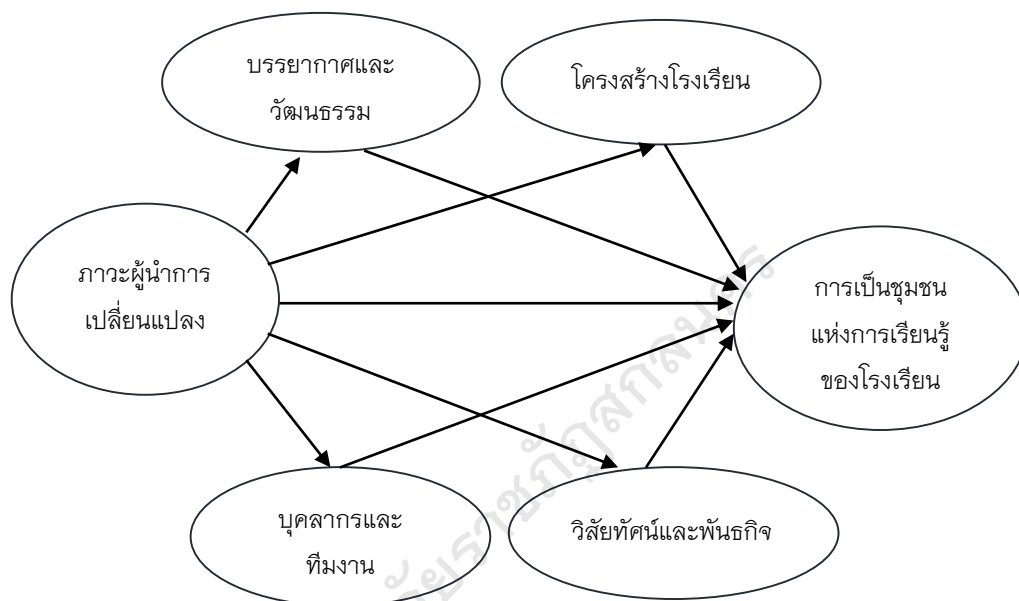 บรรยากาศและ
วัฒนธรรม
โครงสร้างโรงเรียน
ภาวะผู้นำการ
เปลี่ยนแปลง
การเป็นชุมชน
แห่งการเรียนรู้
ของโรงเรียน
บุคลากรและ
ทีมงาน
วิสัยทัศน์และพันธกิจ